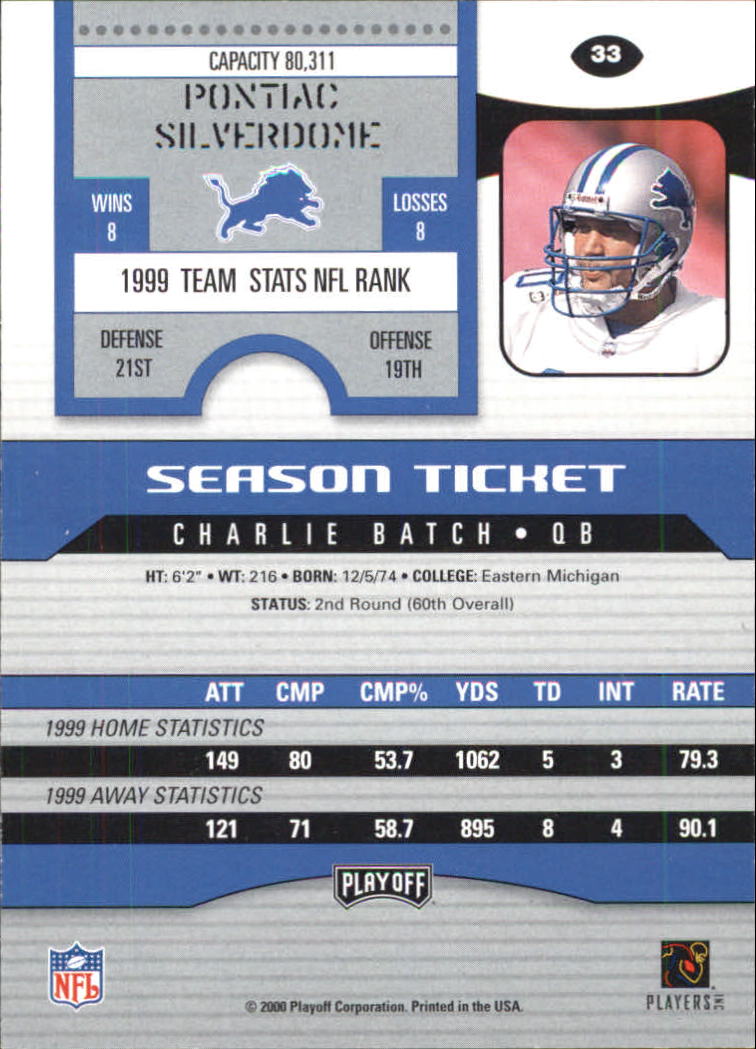 CAPACITY 80,311
PONTIAC
SILVERDOME
WINS
8
LOSSES
8
1999 TEAM STATS NFL RANK
DEFENSE
21ST
OFFENSE
19TH
33
Riddell
SEASON TICKET
CHARLIE BATCH • QB
HT: 6'2" • WT: 216 • BORN: 12/5/74 • COLLEGE: Eastern Michigan
STATUS: 2nd Round (60th Overall)
ATT CMP CMP% YDS TD INT RATE
1999 HOME STATISTICS
149 80 53.7 1062 5 3 79.3
1999 AWAY STATISTICS
121 71 58.7 895 8 4 90.1
PLAYOFF
NFL
PLAYERS INC
© 2000 Playoff Corporation. Printed in the USA.